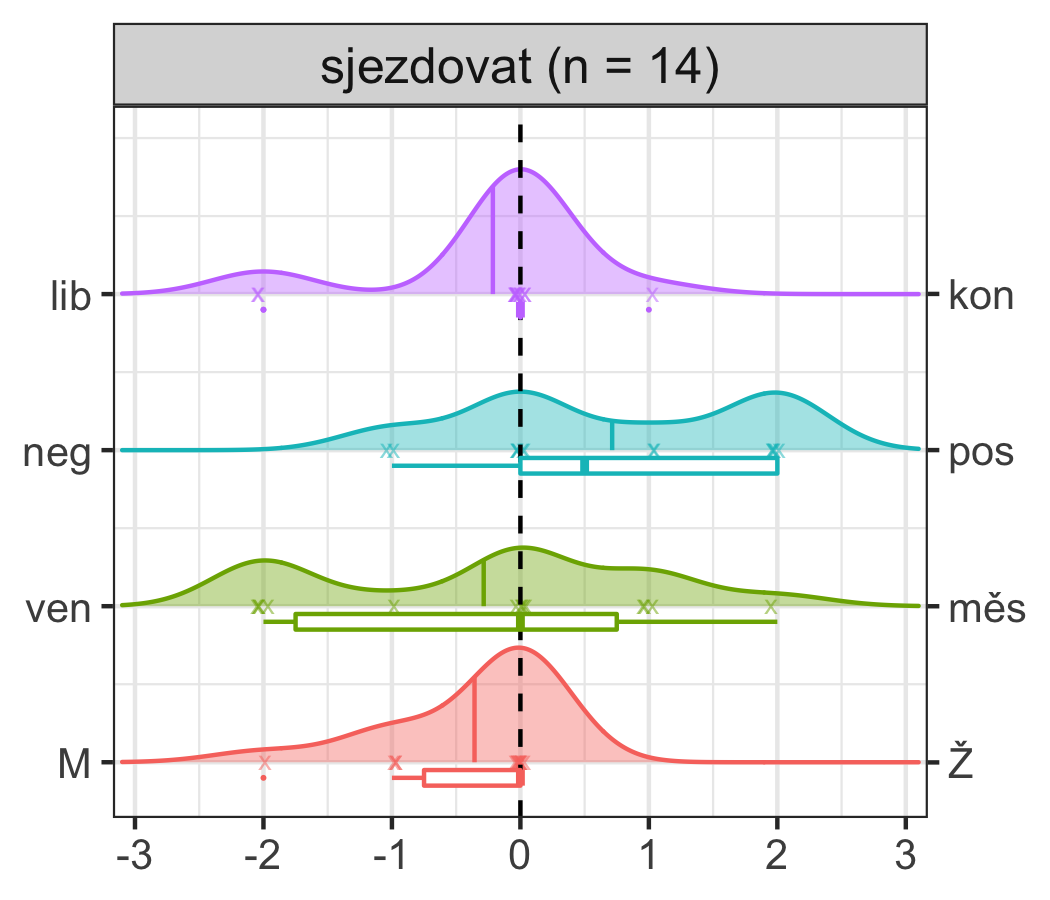 sjezdovat (n = 14)
lib kon
neg pos
ven měs
M Ž
-3 -2 -1 0 1 2 3